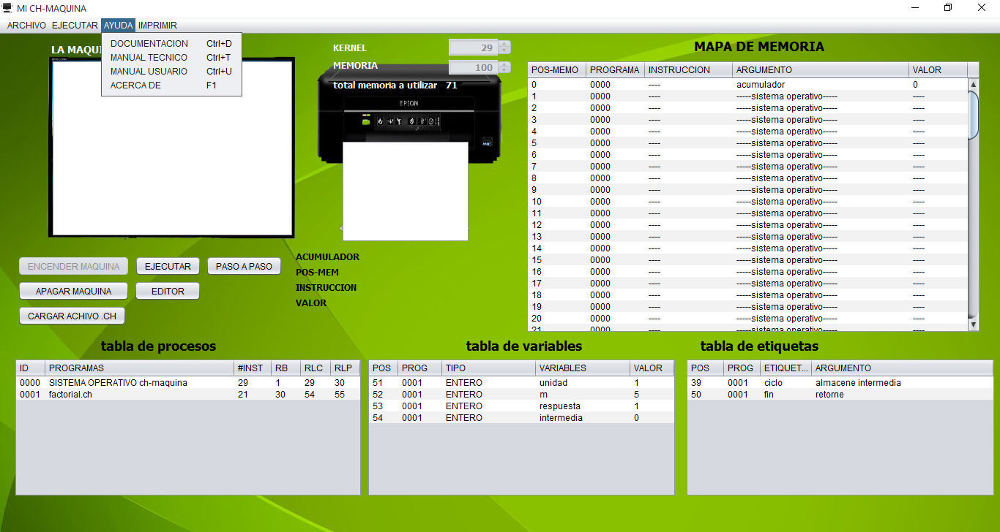 MI CH-MAQUINA
ARCHIVO EJECUTAR AYUDA IMPRIMIR
DOCUMENTACION Ctrl+D
MANUAL TECNICO Ctrl+T
MANUAL USUARIO Ctrl+U
ACERCA DE F1
LA MAQUI
KERNEL 29
MEMORIA 100
total memoria a utilizar 71
EPSON
ENCENDER MAQUINA EJECUTAR PASO A PASO
APAGAR MAQUINA EDITOR
CARGAR ACHIVO .CH
ACUMULADOR
POS-MEM
INSTRUCCION
VALOR
MAPA DE MEMORIA
POS-MEMO PROGRAMA INSTRUCCION ARGUMENTO VALOR
0 0000 ---- acumulador 0
1 0000 ---- -----sistema operativo----- ----
2 0000 ---- -----sistema operativo----- ----
3 0000 ---- -----sistema operativo----- ----
4 0000 ---- -----sistema operativo----- ----
5 0000 ---- -----sistema operativo----- ----
6 0000 ---- -----sistema operativo----- ----
7 0000 ---- -----sistema operativo----- ----
8 0000 ---- -----sistema operativo----- ----
9 0000 ---- -----sistema operativo----- ----
10 0000 ---- -----sistema operativo----- ----
11 0000 ---- -----sistema operativo----- ----
12 0000 ---- -----sistema operativo----- ----
13 0000 ---- -----sistema operativo----- ----
14 0000 ---- -----sistema operativo----- ----
15 0000 ---- -----sistema operativo----- ----
16 0000 ---- -----sistema operativo----- ----
17 0000 ---- -----sistema operativo----- ----
18 0000 ---- -----sistema operativo----- ----
19 0000 ---- -----sistema operativo----- ----
20 0000 ---- -----sistema operativo----- ----
21 0000 ---- -----sistema operativo----- ----
tabla de procesos
ID PROGRAMAS #INST RB RLC RLP
0000 SISTEMA OPERATIVO ch-maquina 29 1 29 30
0001 factorial.ch 21 30 54 55
tabla de variables
POS PROG TIPO VARIABLES VALOR
51 0001 ENTERO unidad 1
52 0001 ENTERO m 5
53 0001 ENTERO respuesta 1
54 0001 ENTERO intermedia 0
tabla de etiquetas
POS PROG ETIQUET... ARGUMENTO
39 0001 ciclo almacene intermedia
50 0001 fin retorne